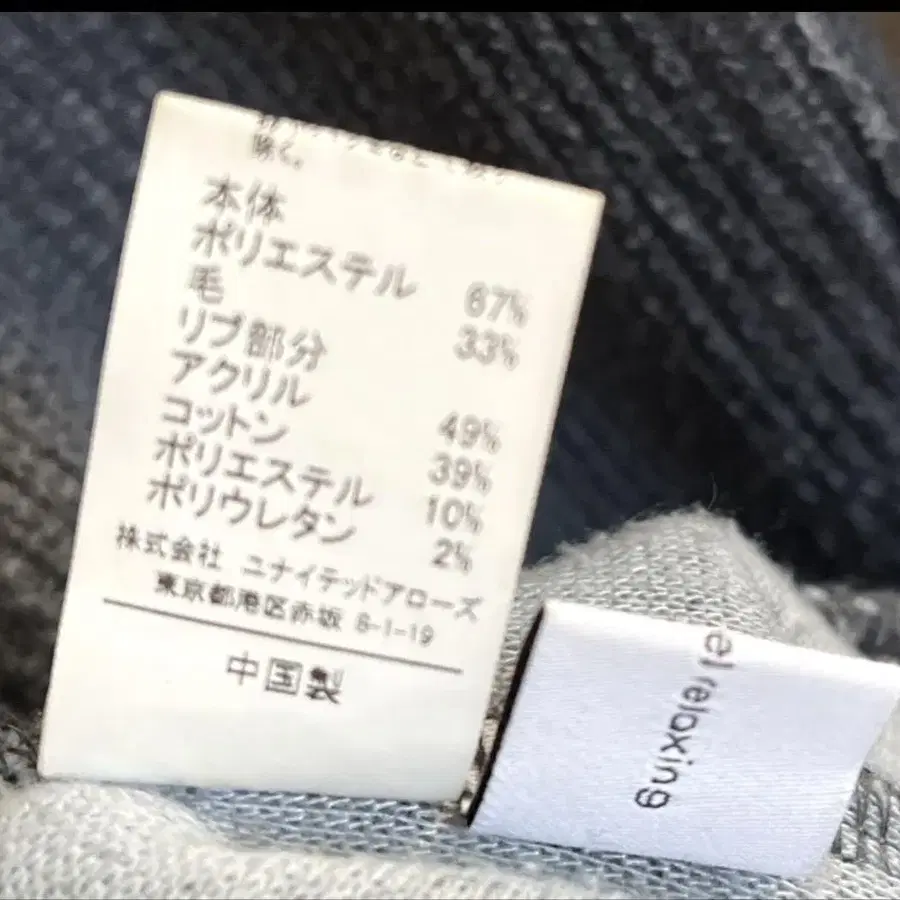 除く。
本体
ポリエステル 67%
毛 33%
リブ部分
アクリル 49%
コットン 39%
ポリエステル 10%
ポリウレタン 2%
株式会社 ユナイテッドアローズ
東京都港区赤坂 8-1-19
中国製
el relaxing